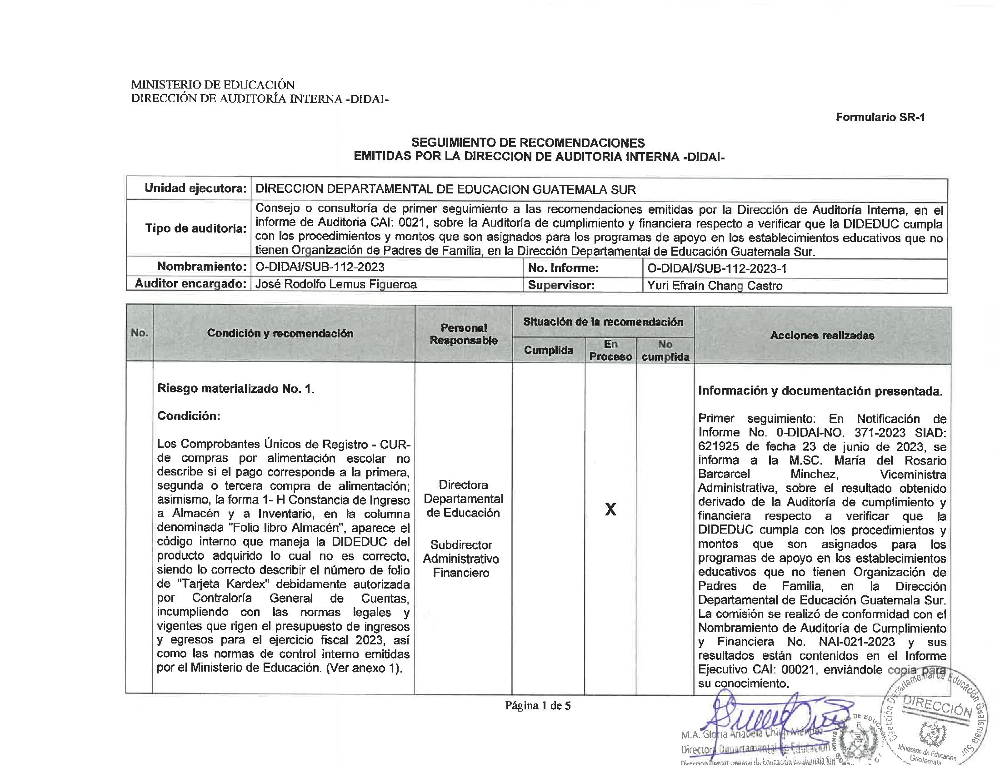 MINISTERIO DE EDUCACIÓN
DIRECCIÓN DE AUDITORÍA INTERNA -DIDAI-
Formulario SR-1
SEGUIMIENTO DE RECOMENDACIONES
EMITIDAS POR LA DIRECCION DE AUDITORIA INTERNA -DIDAI-
Unidad ejecutora: DIRECCION DEPARTAMENTAL DE EDUCACION GUATEMALA SUR
Tipo de auditoria:
Consejo o consultoría de primer seguimiento a las recomendaciones emitidas por la Dirección de Auditoría Interna, en el
informe de Auditoria CAI: 0021, sobre la Auditoría de cumplimiento y financiera respecto a verificar que la DIDEDUC cumpla
con los procedimientos y montos que son asignados para los programas de apoyo en los establecimientos educativos que no
tienen Organización de Padres de Familia, en la Dirección Departamental de Educación Guatemala Sur.
Nombramiento: O-DIDAI/SUB-112-2023 No. Informe: O-DIDAI/SUB-112-2023-1
Auditor encargado: José Rodolfo Lemus Figueroa Supervisor: Yuri Efraín Chang Castro
No.
Condición y recomendación
Personal
Responsable
Situación de la recomendación
Cumplida
En
Proceso
No
cumplida
Acciones realizadas
Riesgo materializado No. 1.
Condición:
Los Comprobantes Únicos de Registro - CUR-
de compras por alimentación escolar no
describe si el pago corresponde a la primera,
segunda o tercera compra de alimentación;
asimismo, la forma 1- H Constancia de Ingreso
a Almacén y a Inventario, en la columna
denominada "Folio libro Almacén", aparece el
código interno que maneja la DIDEDUC del
producto adquirido lo cual no es correcto,
siendo lo correcto describir el número de folio
de "Tarjeta Kardex" debidamente autorizada
por Contraloría General de Cuentas,
incumpliendo con las normas legales y
vigentes que rigen el presupuesto de ingresos
y egresos para el ejercicio fiscal 2023, así
como las normas de control interno emitidas
por el Ministerio de Educación. (Ver anexo 1).
Directora
Departamental
de Educación
Subdirector
Administrativo
Financiero
X
Información y documentación presentada.
Primer seguimiento: En Notificación de
Informe No. 0-DIDAI-NO. 371-2023 SIAD:
621925 de fecha 23 de junio de 2023, se
informa a la M.SC. María del Rosario
Barcarcel Minchez, Viceministra
Administrativa, sobre el resultado obtenido
derivado de la Auditoría de cumplimiento y
financiera respecto a verificar que la
DIDEDUC cumpla con los procedimientos y
montos que son asignados para los
programas de apoyo en los establecimientos
educativos que no tienen Organización de
Padres de Familia, en la Dirección
Departamental de Educación Guatemala Sur.
La comisión se realizó de conformidad con el
Nombramiento de Auditoría de Cumplimiento
y Financiera No. NAI-021-2023 y sus
resultados están contenidos en el Informe
Ejecutivo CAI: 00021, enviándole copia para
su conocimiento.
Página 1 de 5
M.A. Gloria Anabela
Directora Departamental de Educación
Dirección Departamental de Educación Guatemala Sur
Dirección Departamental de Educación Guatemala Sur
DIRECCIÓN
Ministerio de Educación
Guatemala